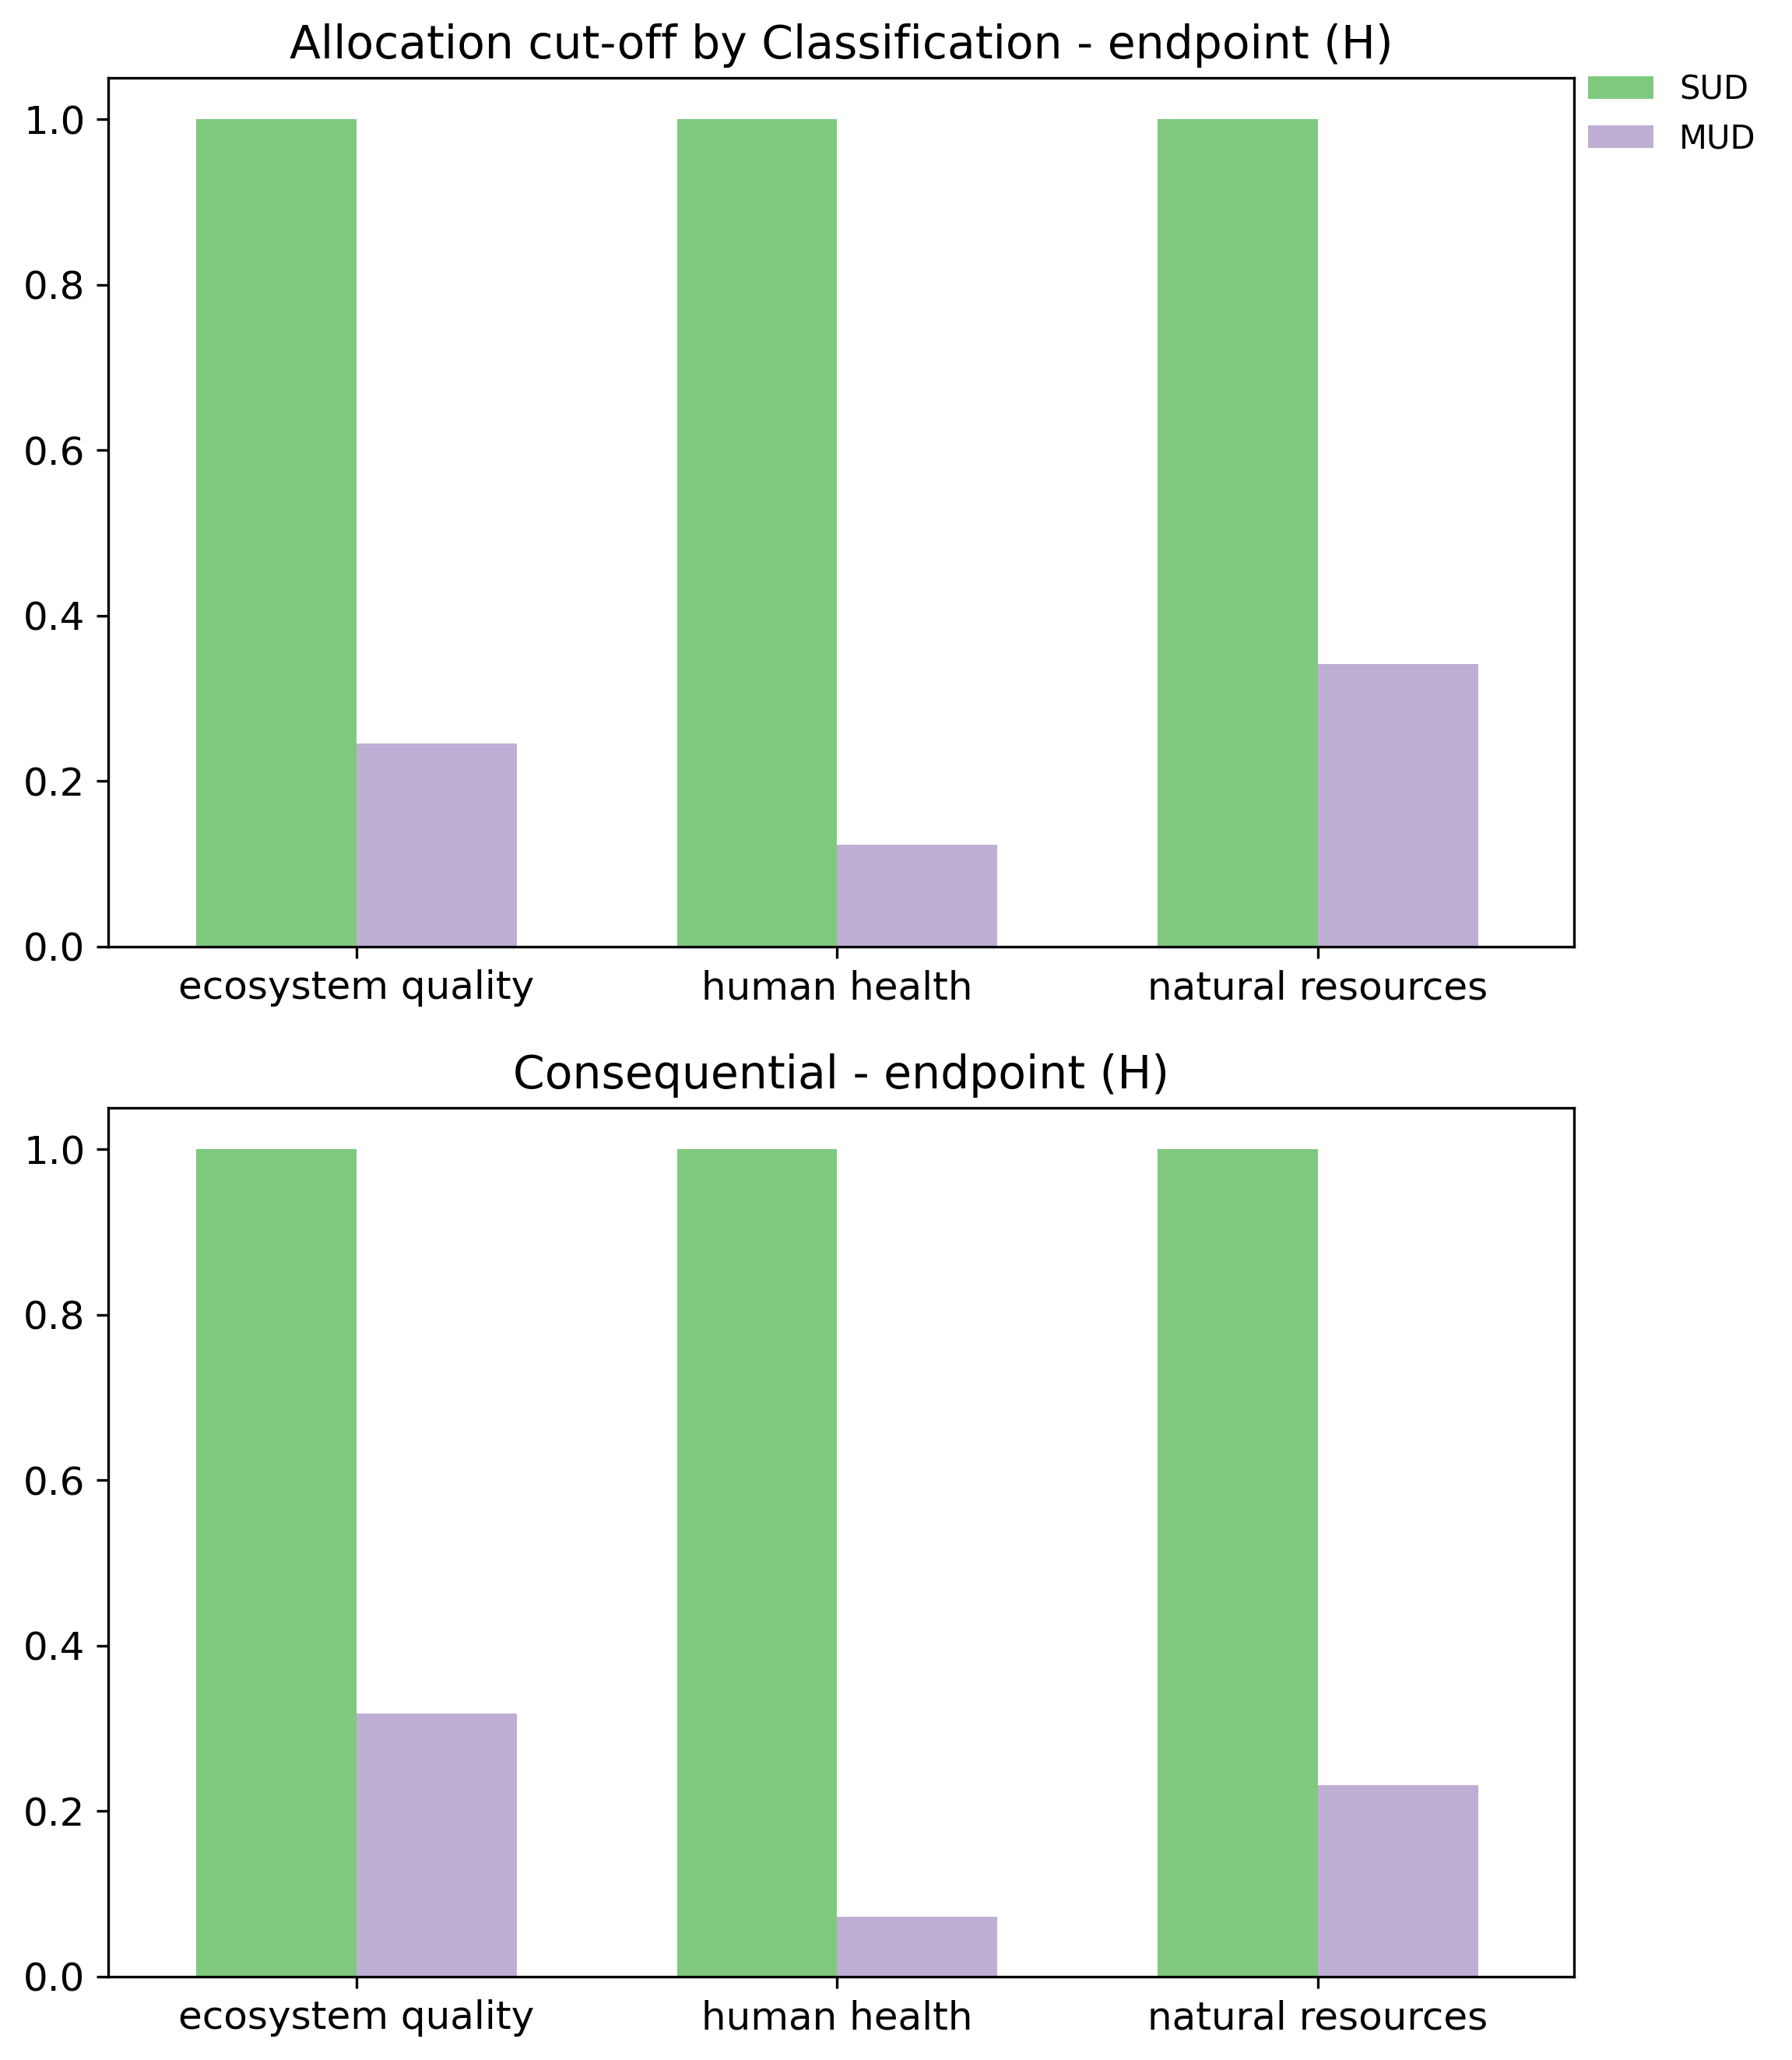 Allocation cut-off by Classification - endpoint (H)
SUD
MUD
1.0
0.8
0.6
0.4
0.2
0.0
ecosystem quality
human health
natural resources
Consequential - endpoint (H)
1.0
0.8
0.6
0.4
0.2
0.0
ecosystem quality
human health
natural resources